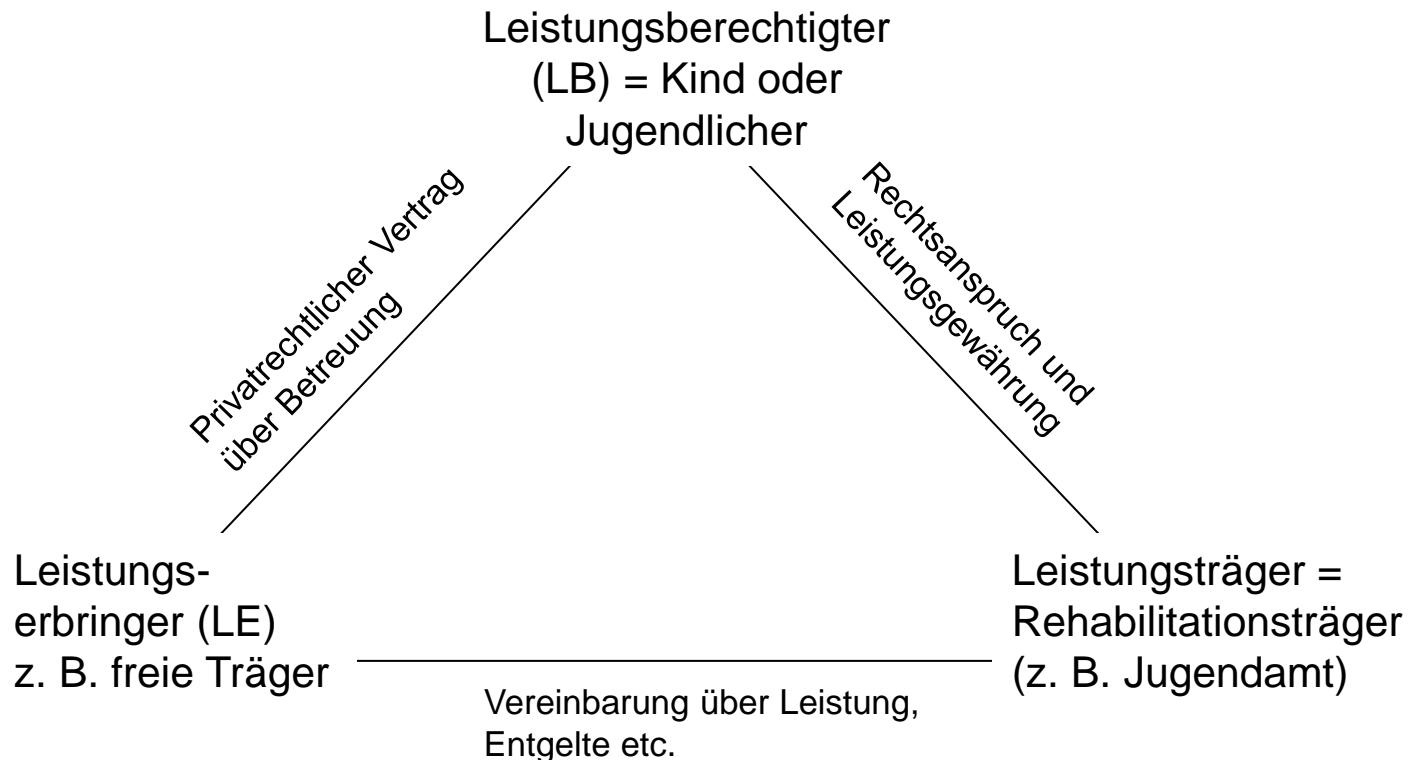 Leistungsberechtigter
(LB) = Kind oder
Jugendlicher
Privatrechtlicher Vertrag
über Betreuung
Rechtsanspruch und
Leistungsgewährung
Leistungs-
erbringer (LE)
z. B. freie Träger
Leistungsträger =
Rehabilitationsträger
(z. B. Jugendamt)
Vereinbarung über Leistung,
Entgelte etc.